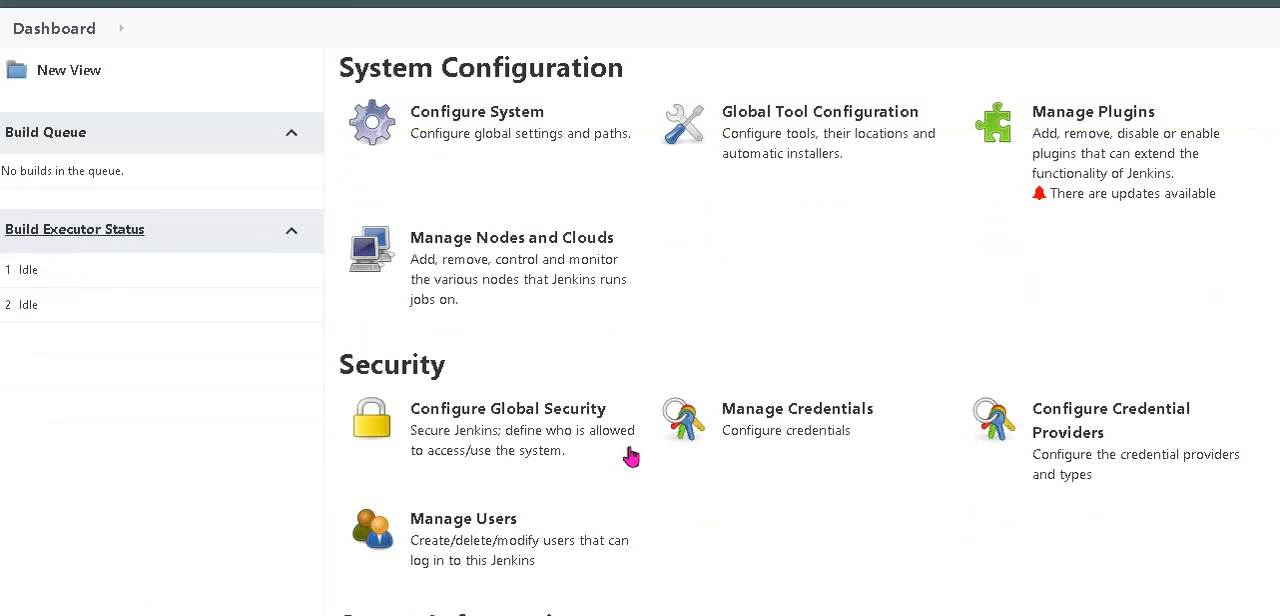 Dashboard
New View
Build Queue
No builds in the queue.
Build Executor Status
1 Idle
2 Idle
System Configuration
Configure System
Configure global settings and paths.
Global Tool Configuration
Configure tools, their locations and
automatic installers.
Manage Plugins
Add, remove, disable or enable
plugins that can extend the
functionality of Jenkins.
There are updates available
Manage Nodes and Clouds
Add, remove, control and monitor
the various nodes that Jenkins runs
jobs on.
Security
Configure Global Security
Secure Jenkins; define who is allowed
to access/use the system.
Manage Credentials
Configure credentials
Configure Credential
Providers
Configure the credential providers
and types
Manage Users
Create/delete/modify users that can
log in to this Jenkins